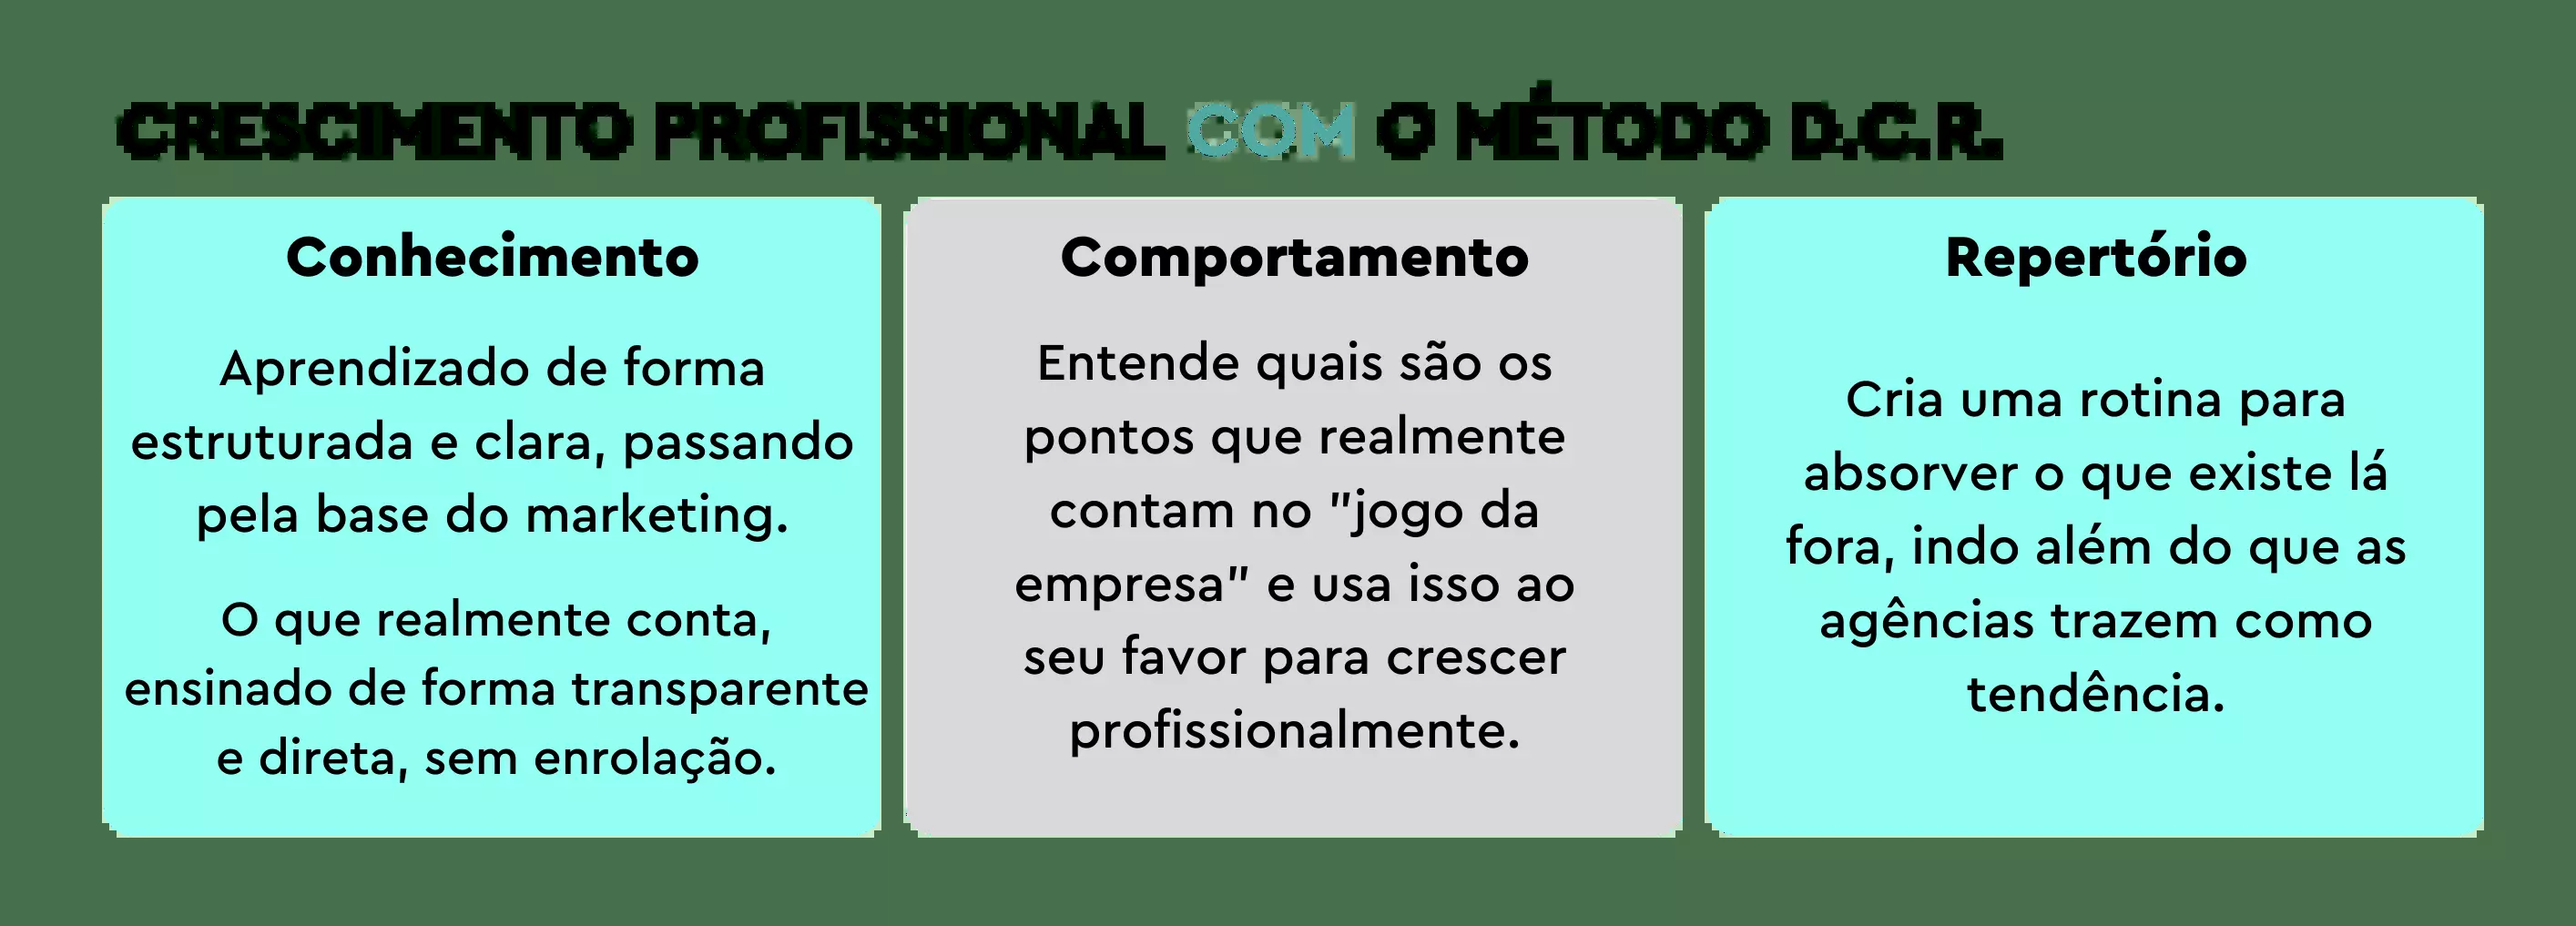 CRESCIMENTO PROFISSIONAL COM O MÉTODO D.C.R.
Conhecimento
Aprendizado de forma
estruturada e clara, passando
pela base do marketing.
O que realmente conta,
ensinado de forma transparente
e direta, sem enrolação.
Comportamento
Entende quais são os
pontos que realmente
contam no "jogo da
empresa" e usa isso ao
seu favor para crescer
profissionalmente.
Repertório
Cria uma rotina para
absorver o que existe lá
fora, indo além do que as
agências trazem como
tendência.